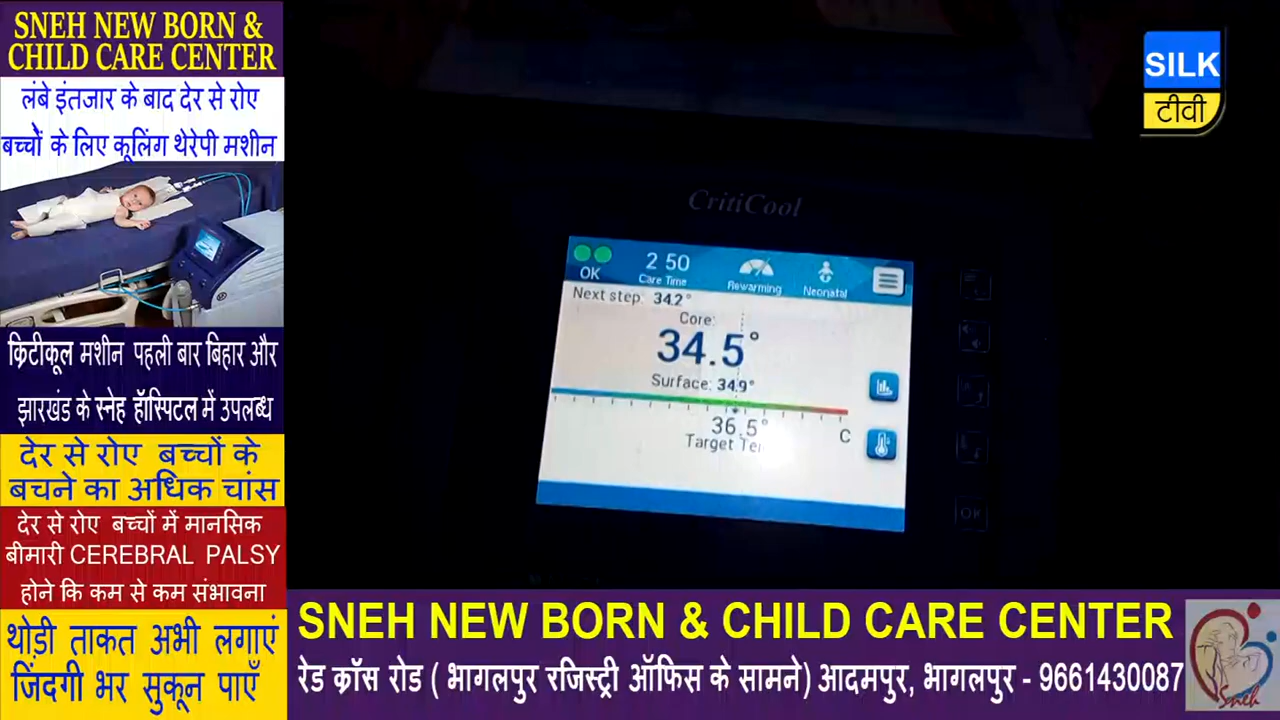 SNEH NEW BORN &
CHILD CARE CENTER
लंबे इंतजार के बाद देर से रोए
बच्चों के लिए कूलिंग थेरेपी मशीन
क्रिटीकूल मशीन पहली बार बिहार और
झारखंड के स्नेह हॉस्पिटल में उपलब्ध
देर से रोए बच्चों के
बचने का अधिक चांस
देर से रोए बच्चों में मानसिक
बीमारी CEREBRAL PALSY
होने कि कम से कम संभावना
थोड़ी ताकत अभी लगाएं
जिंदगी भर सुकून पाएँ
SILK
टीवी
CritiCool
OK
2 50
Care Time
Rewarming
Neonatal
Next step: 34.2°
Core:
34.5°
Surface: 34.9°
36.5°
C
Target
OK
SNEH NEW BORN & CHILD CARE CENTER
रेड क्रॉस रोड ( भागलपुर रजिस्ट्री ऑफिस के सामने) आदमपुर, भागलपुर - 9661430087
Sneh